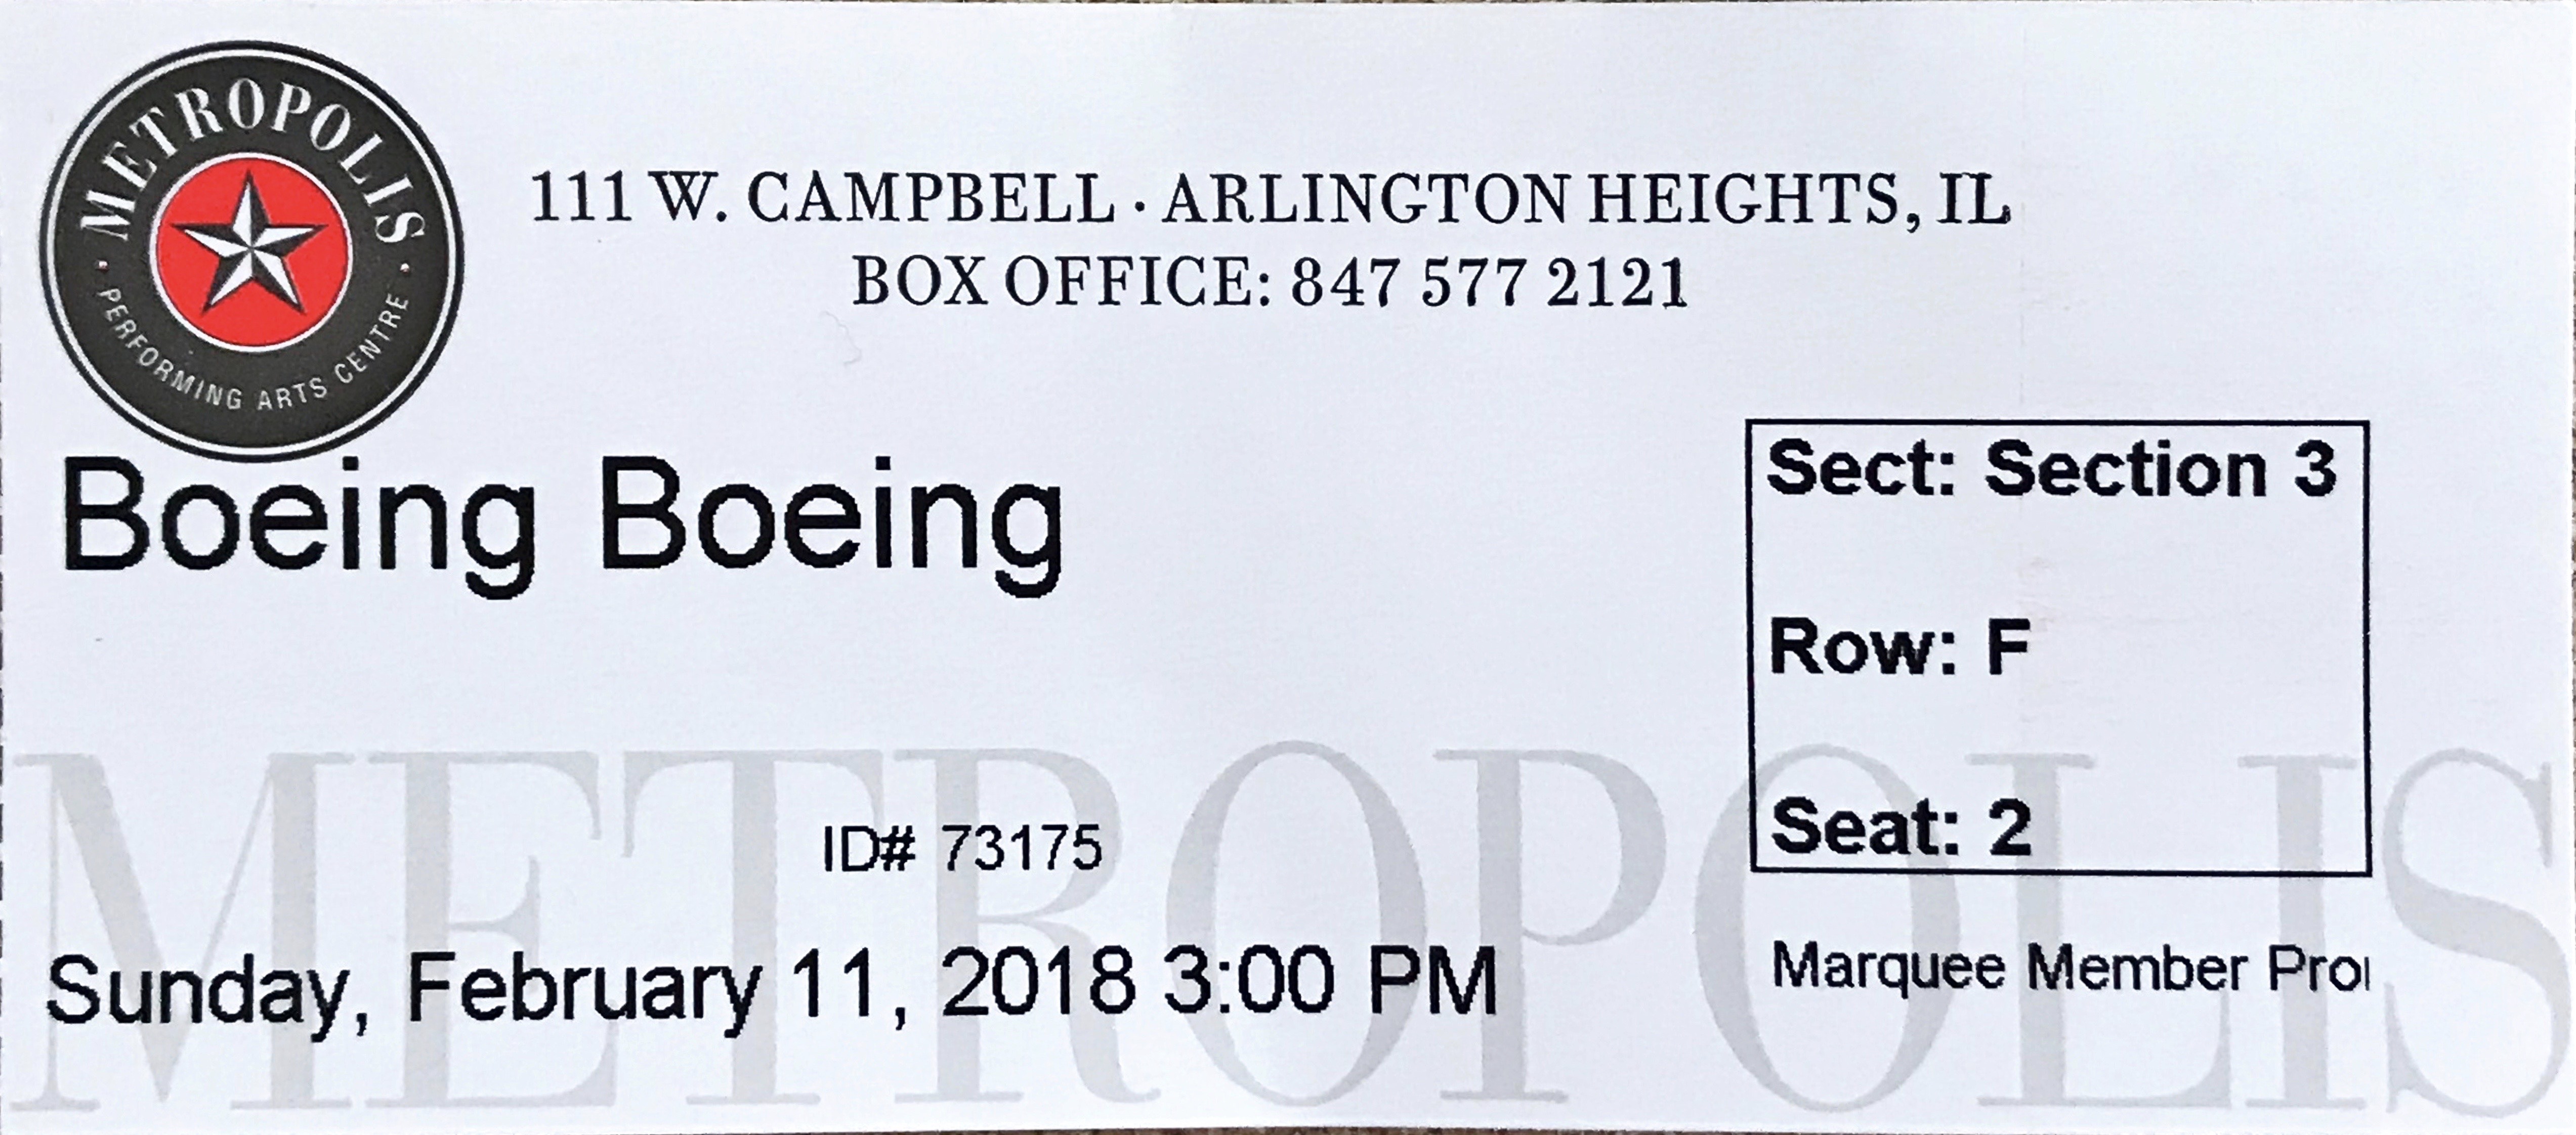 METROPOLIS
PERFORMING ARTS CENTRE
111 W. CAMPBELL · ARLINGTON HEIGHTS, IL
BOX OFFICE: 847 577 2121
Boeing Boeing
Sect: Section 3
Row: F
Seat: 2
METROPOLIS
ID# 73175
Sunday, February 11, 2018 3:00 PM
Marquee Member